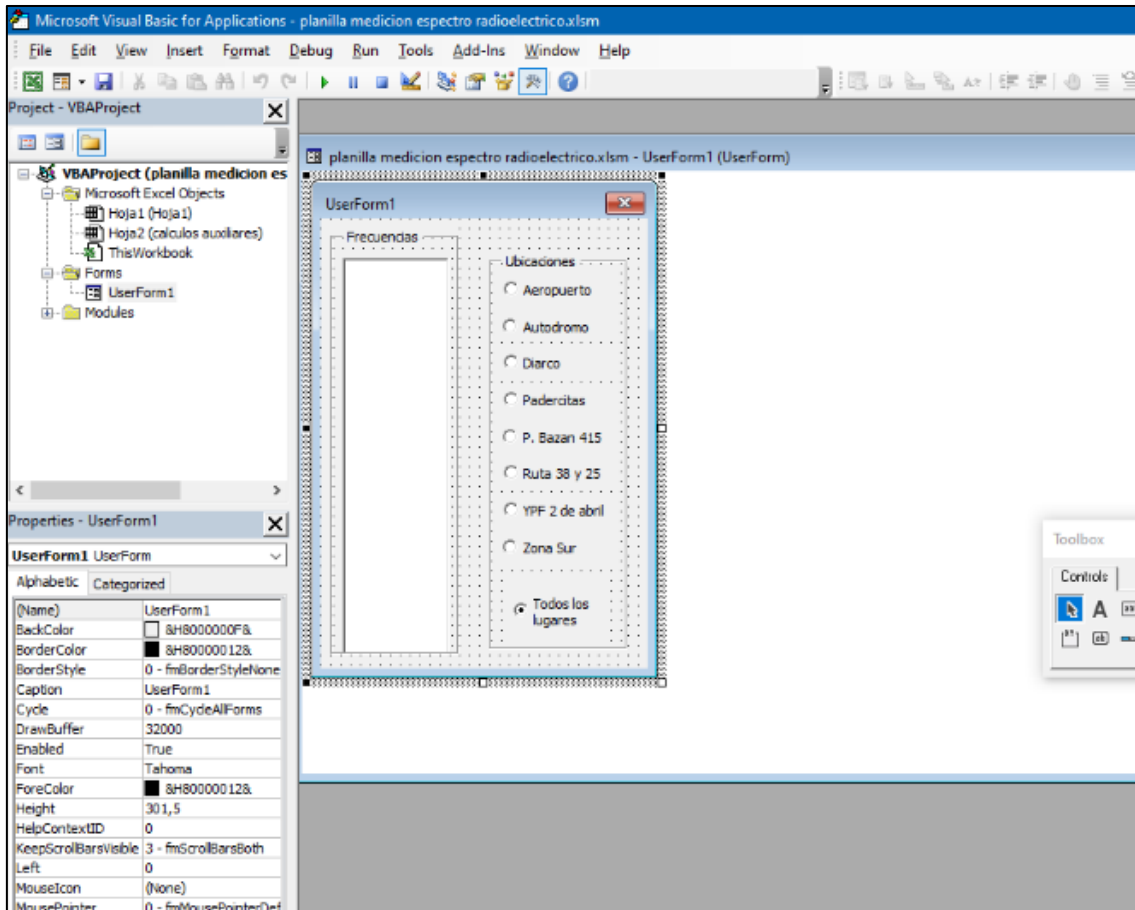 Microsoft Visual Basic for Applications - planilla medicion espectro radioelectrico.xlsm
File Edit View Insert Format Debug Run Tools Add-Ins Window Help
Project - VBAProject
VBAProject (planilla medicion es
Microsoft Excel Objects
Hoja1 (Hoja1)
Hoja2 (calculos auxiliares)
ThisWorkbook
Forms
UserForm1
Modules
planilla medicion espectro radioelectrico.xlsm - UserForm1 (UserForm)
UserForm1
Frecuencias
Ubicaciones
Aeropuerto
Autodromo
Diarco
Padercitas
P. Bazan 415
Ruta 38 y 25
YPF 2 de abril
Zona Sur
Todos los
lugares
Properties - UserForm1
UserForm1 UserForm
Alphabetic Categorized
(Name) UserForm1
BackColor &H8000000F&
BorderColor &H80000012&
BorderStyle 0 - fmBorderStyleNone
Caption UserForm1
Cycle 0 - fmCycleAllForms
DrawBuffer 32000
Enabled True
Font Tahoma
ForeColor &H80000012&
Height 301,5
HelpContextID 0
KeepScrollBarsVisible 3 - fmScrollBarsBoth
Left 0
MouseIcon (None)
MousePointer 0 - fmMousePointerDef
Toolbox
Controls
A